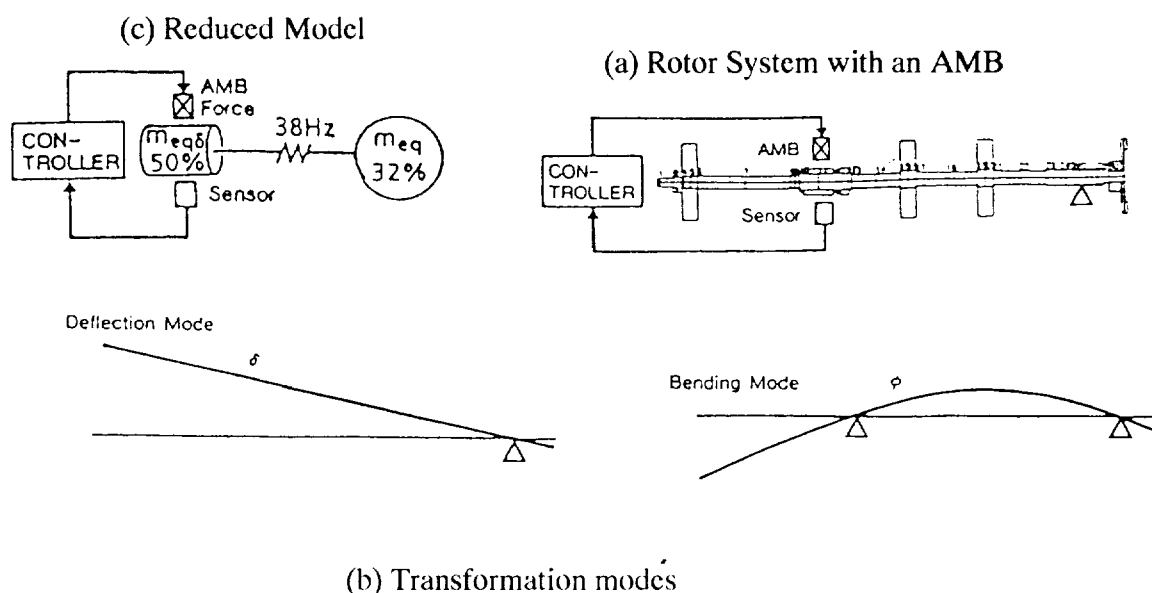 (c) Reduced Model
AMB
Force
38Hz
CON-
TROLLER
m_eqδ
50%
m_eq
32%
Sensor
(a) Rotor System with an AMB
AMB
CON-
TROLLER
Sensor
Deflection Mode
δ
Bending Mode
φ
(b) Transformation modes